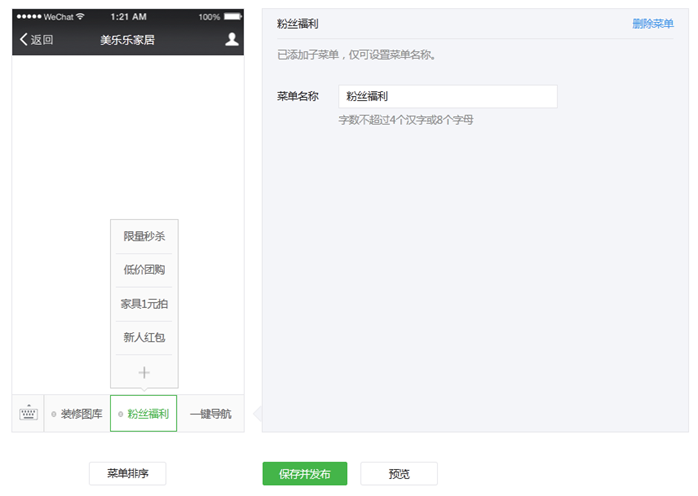 WeChat 1:21 AM 100%
返回 美乐乐家居
限量秒杀
低价团购
家具1元拍
新人红包
+
装修图库 粉丝福利 一键导航
菜单排序
粉丝福利 删除菜单
已添加子菜单，仅可设置菜单名称。
菜单名称 粉丝福利
字数不超过4个汉字或8个字母
保存并发布 预览